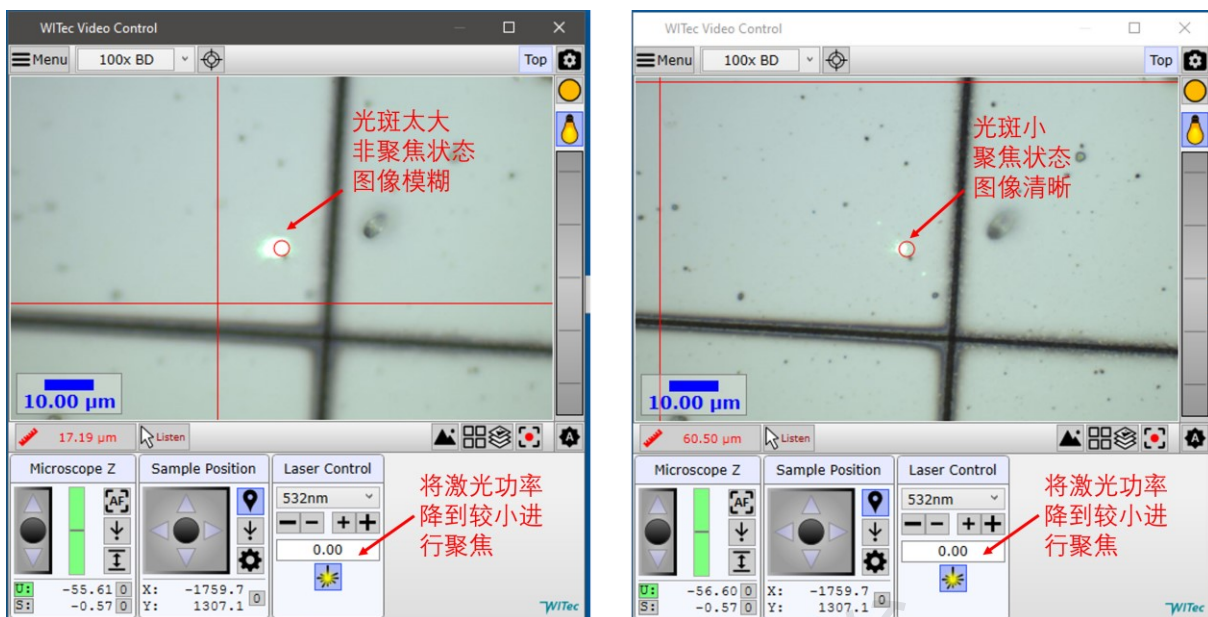 WITec Video Control
Menu 100x BD Top
光斑太大
非聚焦状态
图像模糊
10.00 µm
17.19 µm Listen
A
Microscope Z Sample Position Laser Control
AF
532nm
0.00
将激光功率
降到较小进
行聚焦
U: -55.61 0 X: -1759.7
S: -0.57 0 Y: 1307.1 0
WITec
WITec Video Control
Menu 100x BD Top
光斑小
聚焦状态
图像清晰
10.00 µm
60.50 µm Listen
A
Microscope Z Sample Position Laser Control
AF
532nm
0.00
将激光功率
降到较小进
行聚焦
U: -56.60 0 X: -1759.7
S: -0.57 0 Y: 1307.1 0
WITec